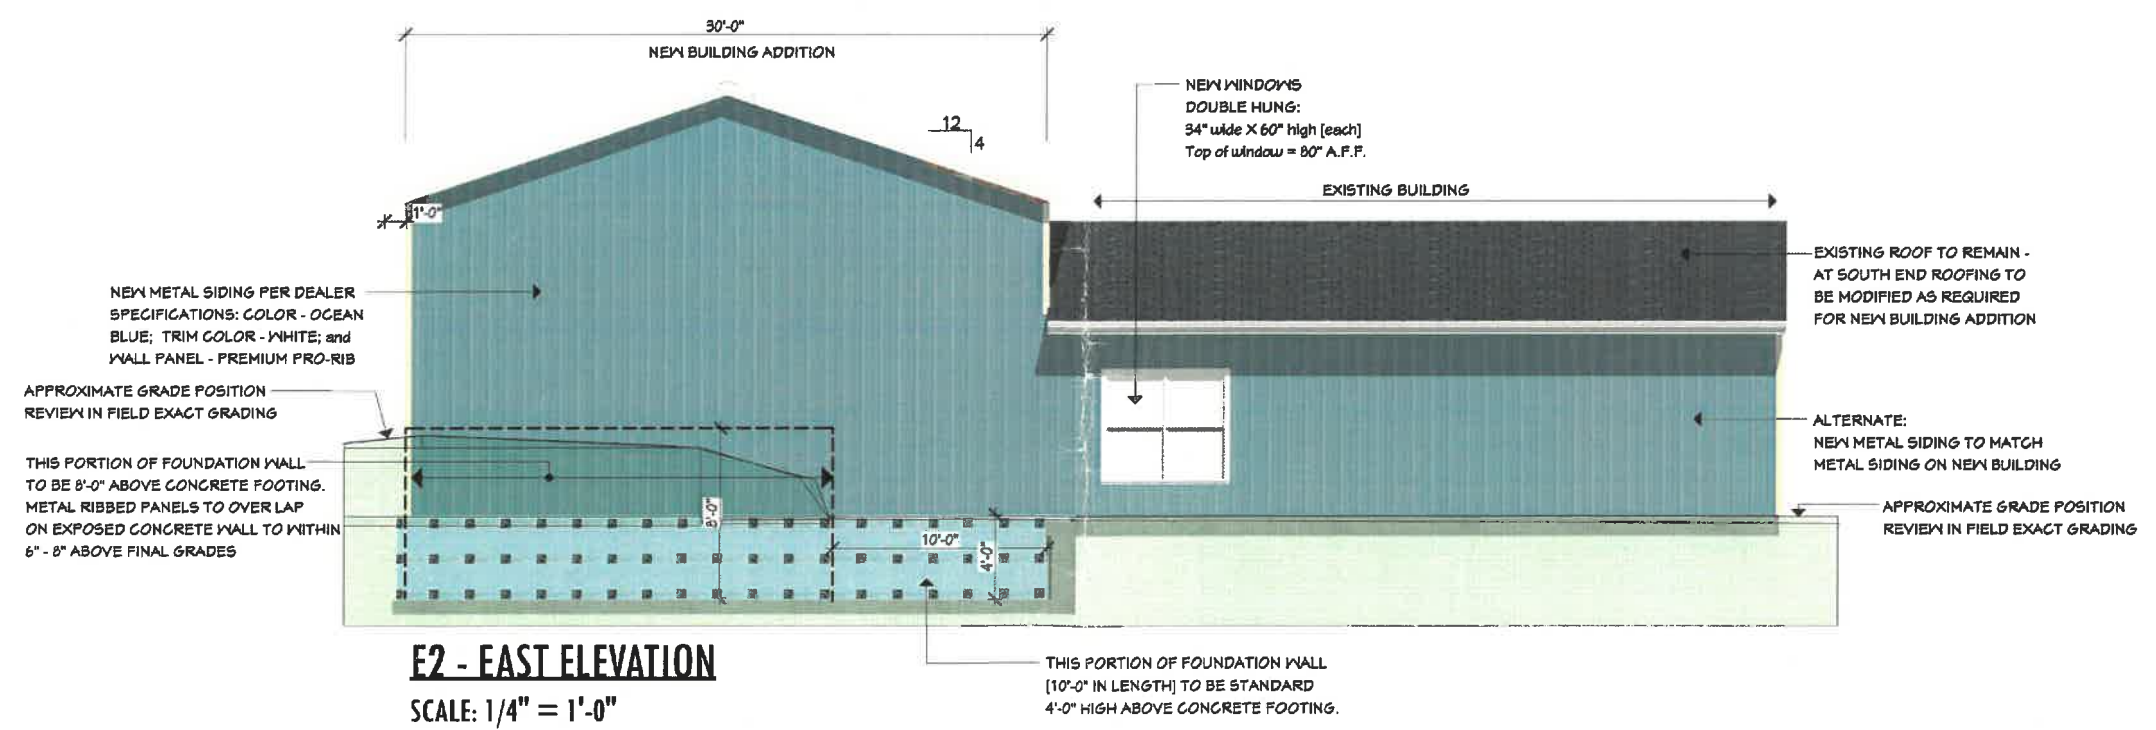 30'-0"
NEW BUILDING ADDITION
NEW WINDOWS
DOUBLE HUNG:
34" wide X 60" high [each]
Top of window = 80" A.F.F.
12
4
EXISTING BUILDING
1'-0"
EXISTING ROOF TO REMAIN -
AT SOUTH END ROOFING TO
BE MODIFIED AS REQUIRED
FOR NEW BUILDING ADDITION
NEW METAL SIDING PER DEALER
SPECIFICATIONS: COLOR - OCEAN
BLUE; TRIM COLOR - WHITE; and
WALL PANEL - PREMIUM PRO-RIB
APPROXIMATE GRADE POSITION
REVIEW IN FIELD EXACT GRADING
ALTERNATE:
NEW METAL SIDING TO MATCH
METAL SIDING ON NEW BUILDING
THIS PORTION OF FOUNDATION WALL
TO BE 8'-0" ABOVE CONCRETE FOOTING.
METAL RIBBED PANELS TO OVER LAP
ON EXPOSED CONCRETE WALL TO WITHIN
6" - 8" ABOVE FINAL GRADES
8'-0"
10'-0"
4'-0"
APPROXIMATE GRADE POSITION
REVIEW IN FIELD EXACT GRADING
E2 - EAST ELEVATION
SCALE: 1/4" = 1'-0"
THIS PORTION OF FOUNDATION WALL
[10'-0" IN LENGTH] TO BE STANDARD
4'-0" HIGH ABOVE CONCRETE FOOTING.